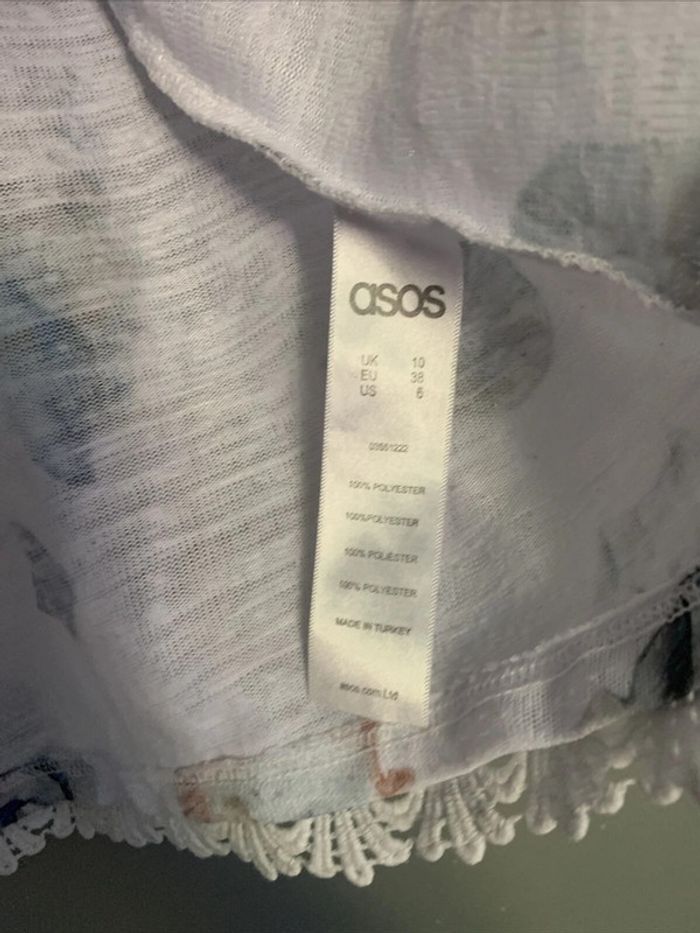 asos
UK 10
EU 38
US 6
03551222
100% POLYESTER
100%POLYESTER
100% POLIESTER
100% POLYESTER
MADE IN TURKEY
asos.com Ltd